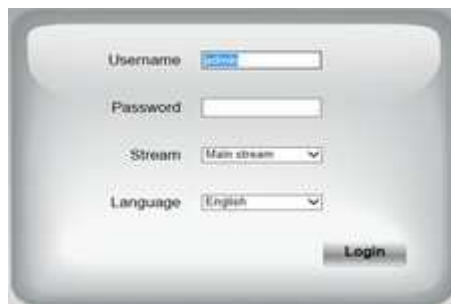 Username admin
Password
Stream Main stream
Language English
Login